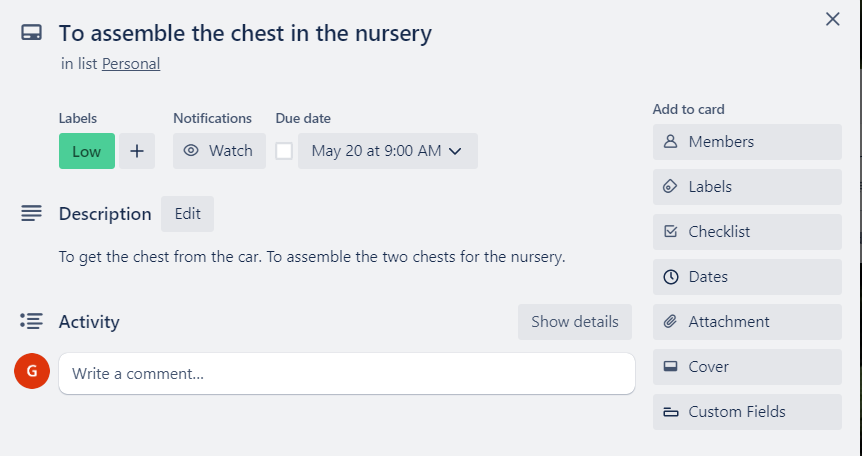 To assemble the chest in the nursery
in list Personal
Labels
Notifications
Due date
Low
Watch
May 20 at 9:00 AM
Description
Edit
To get the chest from the car. To assemble the two chests for the nursery.
Activity
Show details
G
Write a comment...
Add to card
Members
Labels
Checklist
Dates
Attachment
Cover
Custom Fields